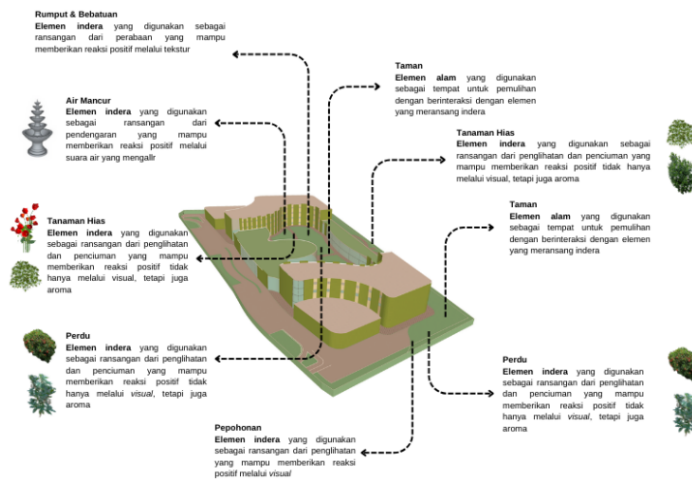 Rumput & Bebatuan
Elemen indera yang digunakan sebagai
ransangan dari perabaan yang mampu
memberikan reaksi positif melalui tekstur
Taman
Elemen alam yang digunakan
sebagai tempat untuk pemulihan
dengan berinteraksi dengan elemen
yang meransang indera
Air Mancur
Elemen indera yang digunakan
sebagai ransangan dari
pendengaran yang mampu
memberikan reaksi positif melalui
suara air yang mengallr
Tanaman Hias
Elemen indera yang digunakan sebagai
ransangan dari penglihatan dan penciuman yang
mampu memberikan reaksi positif tidak hanya
melalui visual, tetapi juga aroma
Tanaman Hias
Elemen indera yang digunakan
sebagai ransangan dari penglihatan
dan penciuman yang mampu
memberikan reaksi positif tidak
hanya melalui visual, tetapi juga
aroma
Taman
Elemen alam yang digunakan
sebagai tempat untuk pemulihan
dengan berinteraksi dengan elemen
yang meransang indera
Perdu
Elemen indera yang digunakan
sebagai ransangan dari penglihatan
dan penciuman yang mampu
memberikan reaksi positif tidak
hanya melalui visual, tetapi juga
aroma
Perdu
Elemen indera yang digunakan
sebagai ransangan dari penglihatan
dan penciuman yang mampu
memberikan reaksi positif tidak
hanya melalui visual, tetapi juga
aroma
Pepohonan
Elemen indera yang digunakan
sebagai ransangan dari penglihatan
yang mampu memberikan reaksi
positif melalui visual